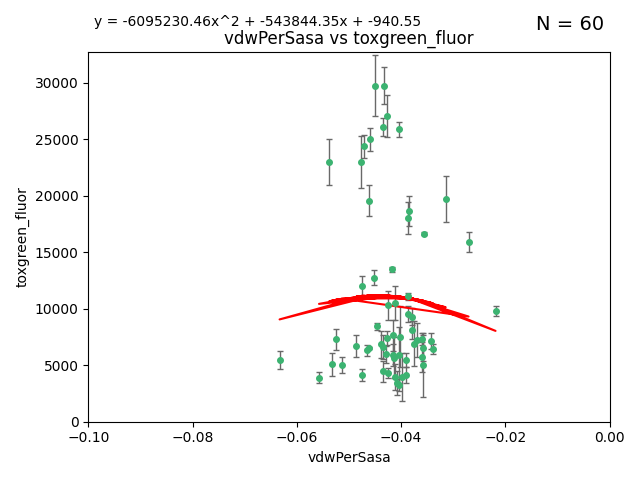 y = -6095230.46x^2 + -543844.35x + -940.55
N = 60
vdwPerSasa vs toxgreen_fluor
toxgreen_fluor
30000
25000
20000
15000
10000
5000
0
−0.10 −0.08 −0.06 −0.04 −0.02 0.00
vdwPerSasa